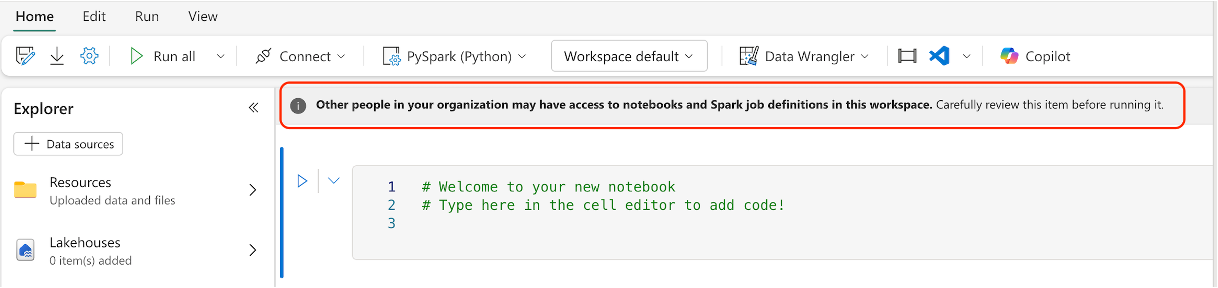 Home Edit Run View
Run all Connect PySpark (Python) Workspace default Data Wrangler Copilot
Explorer
Other people in your organization may have access to notebooks and Spark job definitions in this workspace. Carefully review this item before running it.
Data sources
Resources
Uploaded data and files
Lakehouses
0 item(s) added
1 # Welcome to your new notebook
2 # Type here in the cell editor to add code!
3